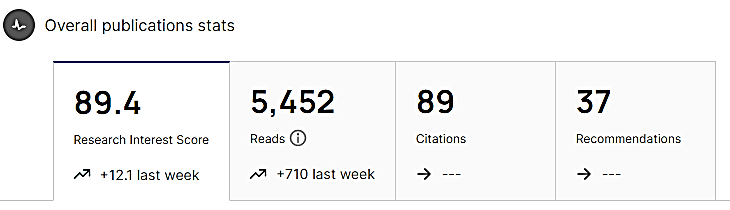 Overall publications stats
89.4
Research Interest Score
+12.1 last week
5,452
Reads
+710 last week
89
Citations
---
37
Recommendations
---